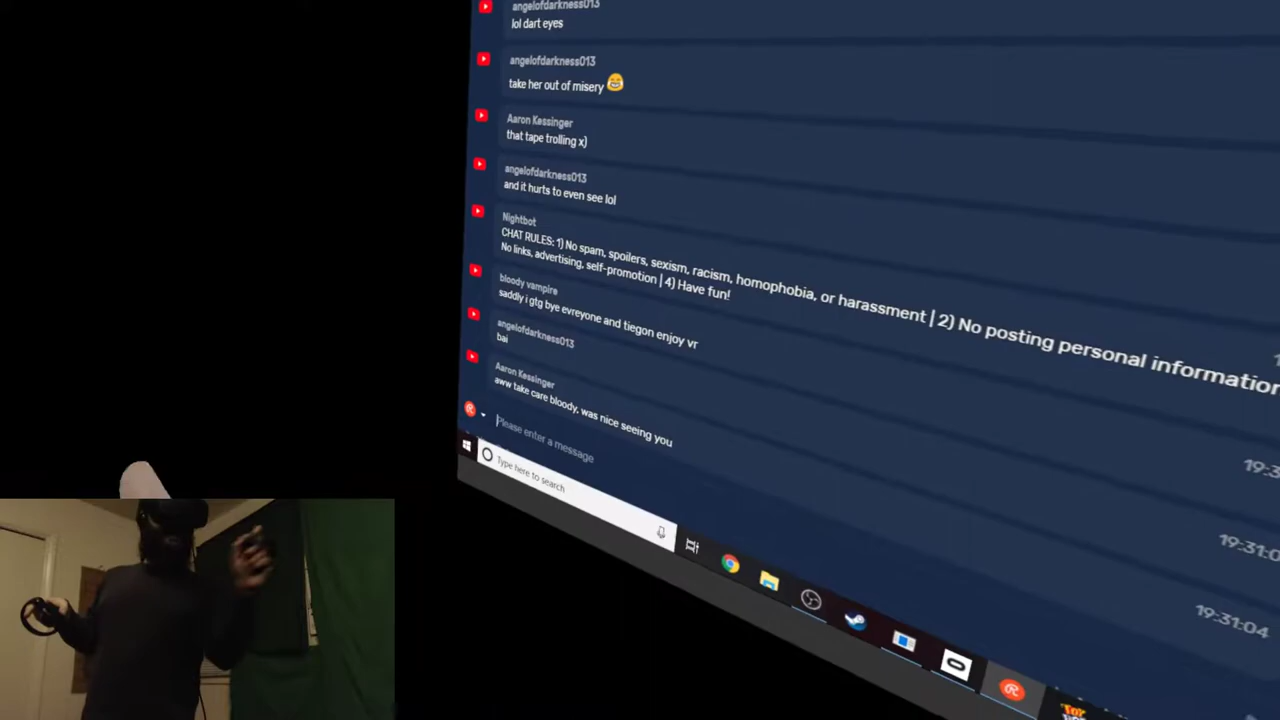 angelofdarkness013
lol dart eyes
angelofdarkness013
take her out of misery 😂
Aaron Kessinger
that tape trolling x)
angelofdarkness013
and it hurts to even see lol
Nightbot
CHAT RULES: 1) No spam, spoilers, sexism, racism, homophobia, or harassment | 2) No posting personal information
No links, advertising, self-promotion | 4) Have fun!
bloody vampire
saddly i gtg bye evreyone and tiegon enjoy vr
angelofdarkness013
bai
19:31:0
Aaron Kessinger
aww take care bloody, was nice seeing you
19:31:04
Please enter a message
Type here to search